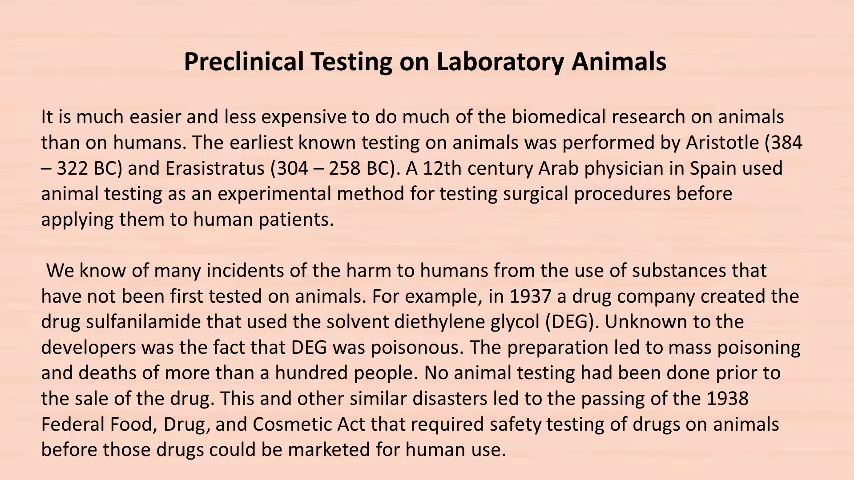 Preclinical Testing on Laboratory Animals
It is much easier and less expensive to do much of the biomedical research on animals
than on humans. The earliest known testing on animals was performed by Aristotle (384
– 322 BC) and Erasistratus (304 – 258 BC). A 12th century Arab physician in Spain used
animal testing as an experimental method for testing surgical procedures before
applying them to human patients.
We know of many incidents of the harm to humans from the use of substances that
have not been first tested on animals. For example, in 1937 a drug company created the
drug sulfanilamide that used the solvent diethylene glycol (DEG). Unknown to the
developers was the fact that DEG was poisonous. The preparation led to mass poisoning
and deaths of more than a hundred people. No animal testing had been done prior to
the sale of the drug. This and other similar disasters led to the passing of the 1938
Federal Food, Drug, and Cosmetic Act that required safety testing of drugs on animals
before those drugs could be marketed for human use.